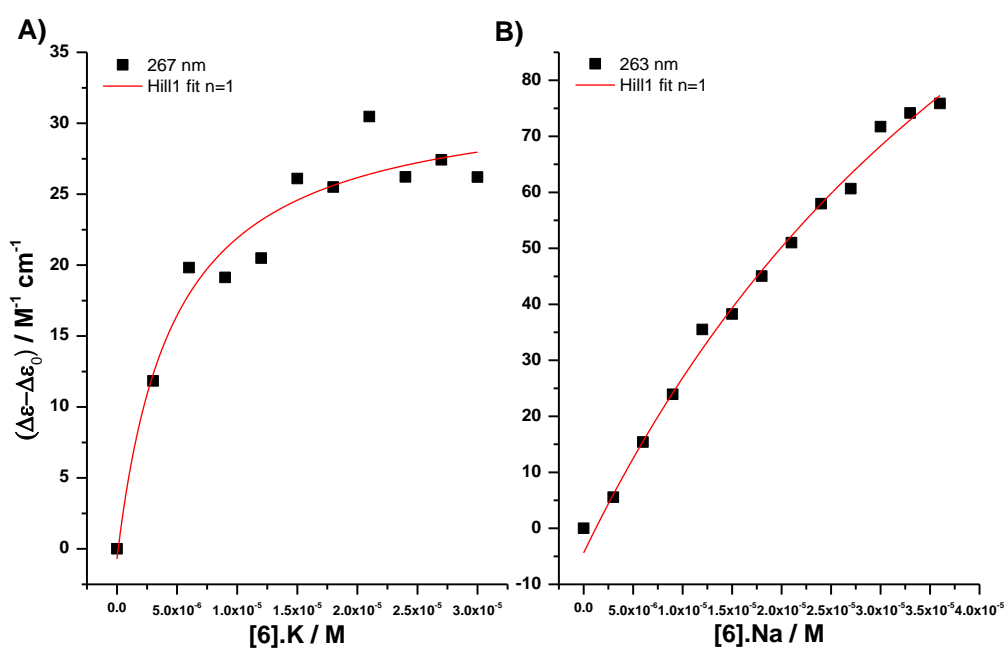 A)
267 nm
Hill1 fit n=1
35
30
25
20
15
10
5
0
(Δε−Δε₀) / M⁻¹ cm⁻¹
0.0 5.0x10⁻⁶ 1.0x10⁻⁵ 1.5x10⁻⁵ 2.0x10⁻⁵ 2.5x10⁻⁵ 3.0x10⁻⁵
[6].K / M
B)
263 nm
Hill1 fit n=1
80
70
60
50
40
30
20
10
0
-10
0.0 5.0x10⁻⁶ 1.0x10⁻⁵ 1.5x10⁻⁵ 2.0x10⁻⁵ 2.5x10⁻⁵ 3.0x10⁻⁵ 3.5x10⁻⁵ 4.0x10⁻⁵
[6].Na / M